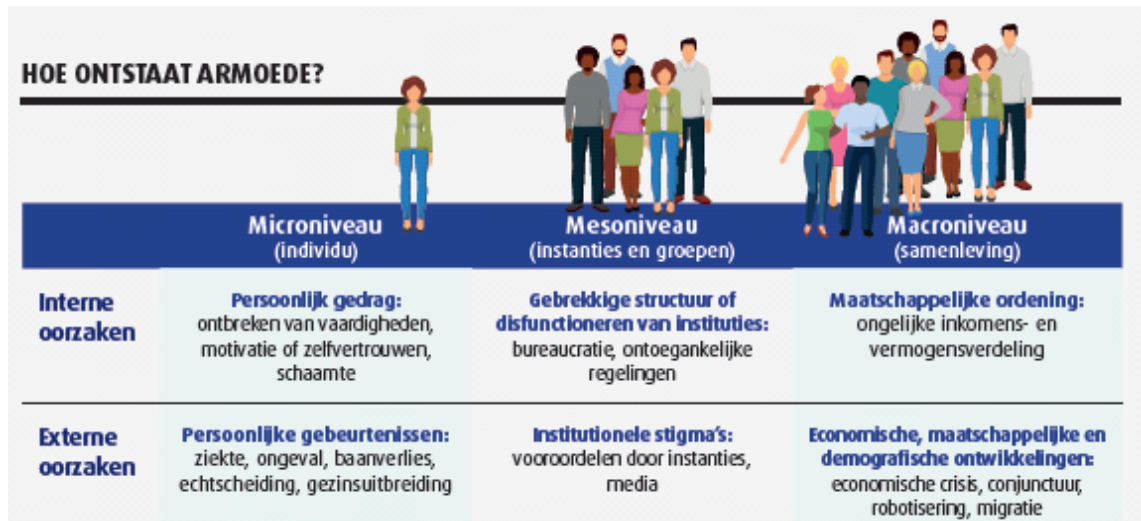 HOE ONTSTAAT ARMOEDE?
Microniveau
(individu)
Mesoniveau
(instanties en groepen)
Macroniveau
(samenleving)
Interne
oorzaken
Persoonlijk gedrag:
ontbreken van vaardigheden,
motivatie of zelfvertrouwen,
schaamte
Gebrekkige structuur of
disfunctioneren van instituties:
bureaucratie, ontoegankelijke
regelingen
Maatschappelijke ordening:
ongelijke inkomens- en
vermogensverdeling
Externe
oorzaken
Persoonlijke gebeurtenissen:
ziekte, ongeval, baanverlies,
echtscheiding, gezinsuitbreiding
Institutionele stigma's:
vooroordelen door instanties,
media
Economische, maatschappelijke en
demografische ontwikkelingen:
economische crisis, conjunctuur,
robotisering, migratie